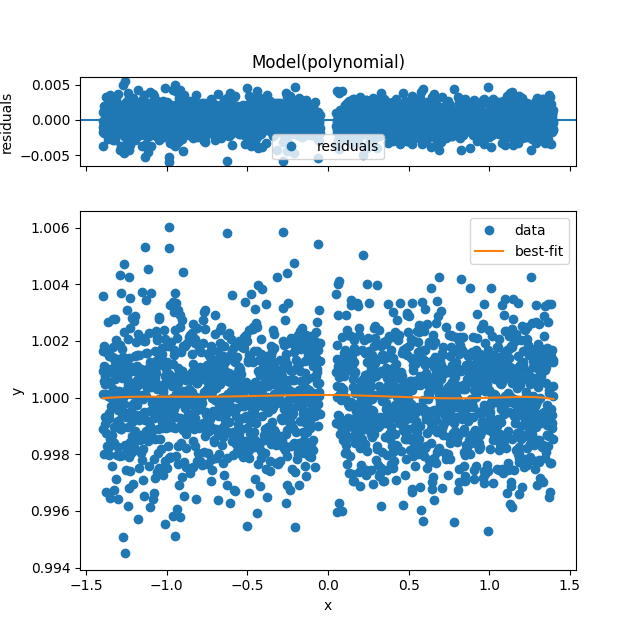 Model(polynomial)
residuals
0.005
0.000
−0.005
residuals
y
1.006
1.004
1.002
1.000
0.998
0.996
0.994
data
best-fit
−1.5 −1.0 −0.5 0.0 0.5 1.0 1.5
x